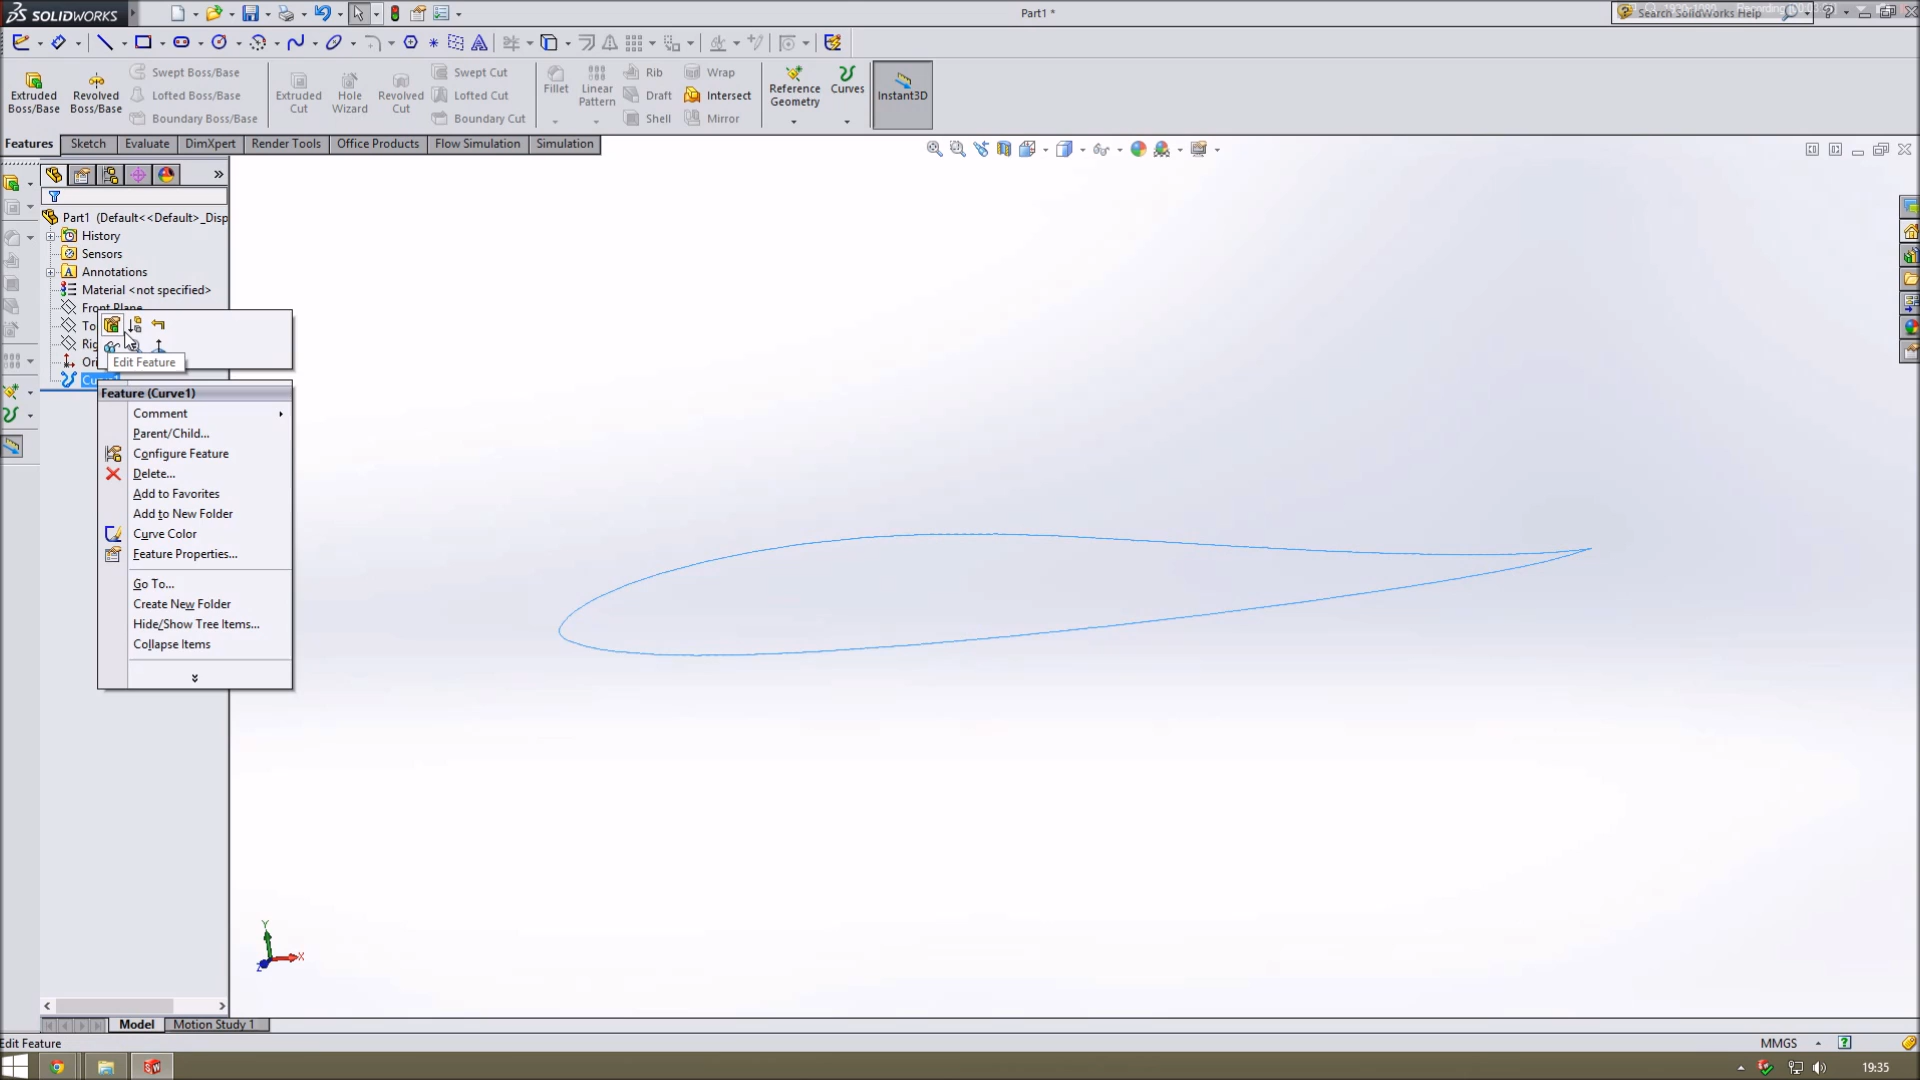 SOLIDWORKS
Part1 *
Search SolidWorks Help
Extruded Boss/Base
Revolved Boss/Base
Swept Boss/Base
Lofted Boss/Base
Boundary Boss/Base
Extruded Cut
Hole Wizard
Revolved Cut
Swept Cut
Lofted Cut
Boundary Cut
Fillet
Linear Pattern
Rib
Draft
Shell
Wrap
Intersect
Mirror
Reference Geometry
Curves
Instant3D
Features
Sketch
Evaluate
DimXpert
Render Tools
Office Products
Flow Simulation
Simulation
Part1 (Default<<Default>_Disp
History
Sensors
Annotations
Material <not specified>
Front Plane
To
Rig
Ori
Edit Feature
Feature (Curve1)
Comment
Parent/Child...
Configure Feature
Delete...
Add to Favorites
Add to New Folder
Curve Color
Feature Properties...
Go To...
Create New Folder
Hide/Show Tree Items...
Collapse Items
Y
X
Z
Model
Motion Study 1
Edit Feature
MMGS
19:35